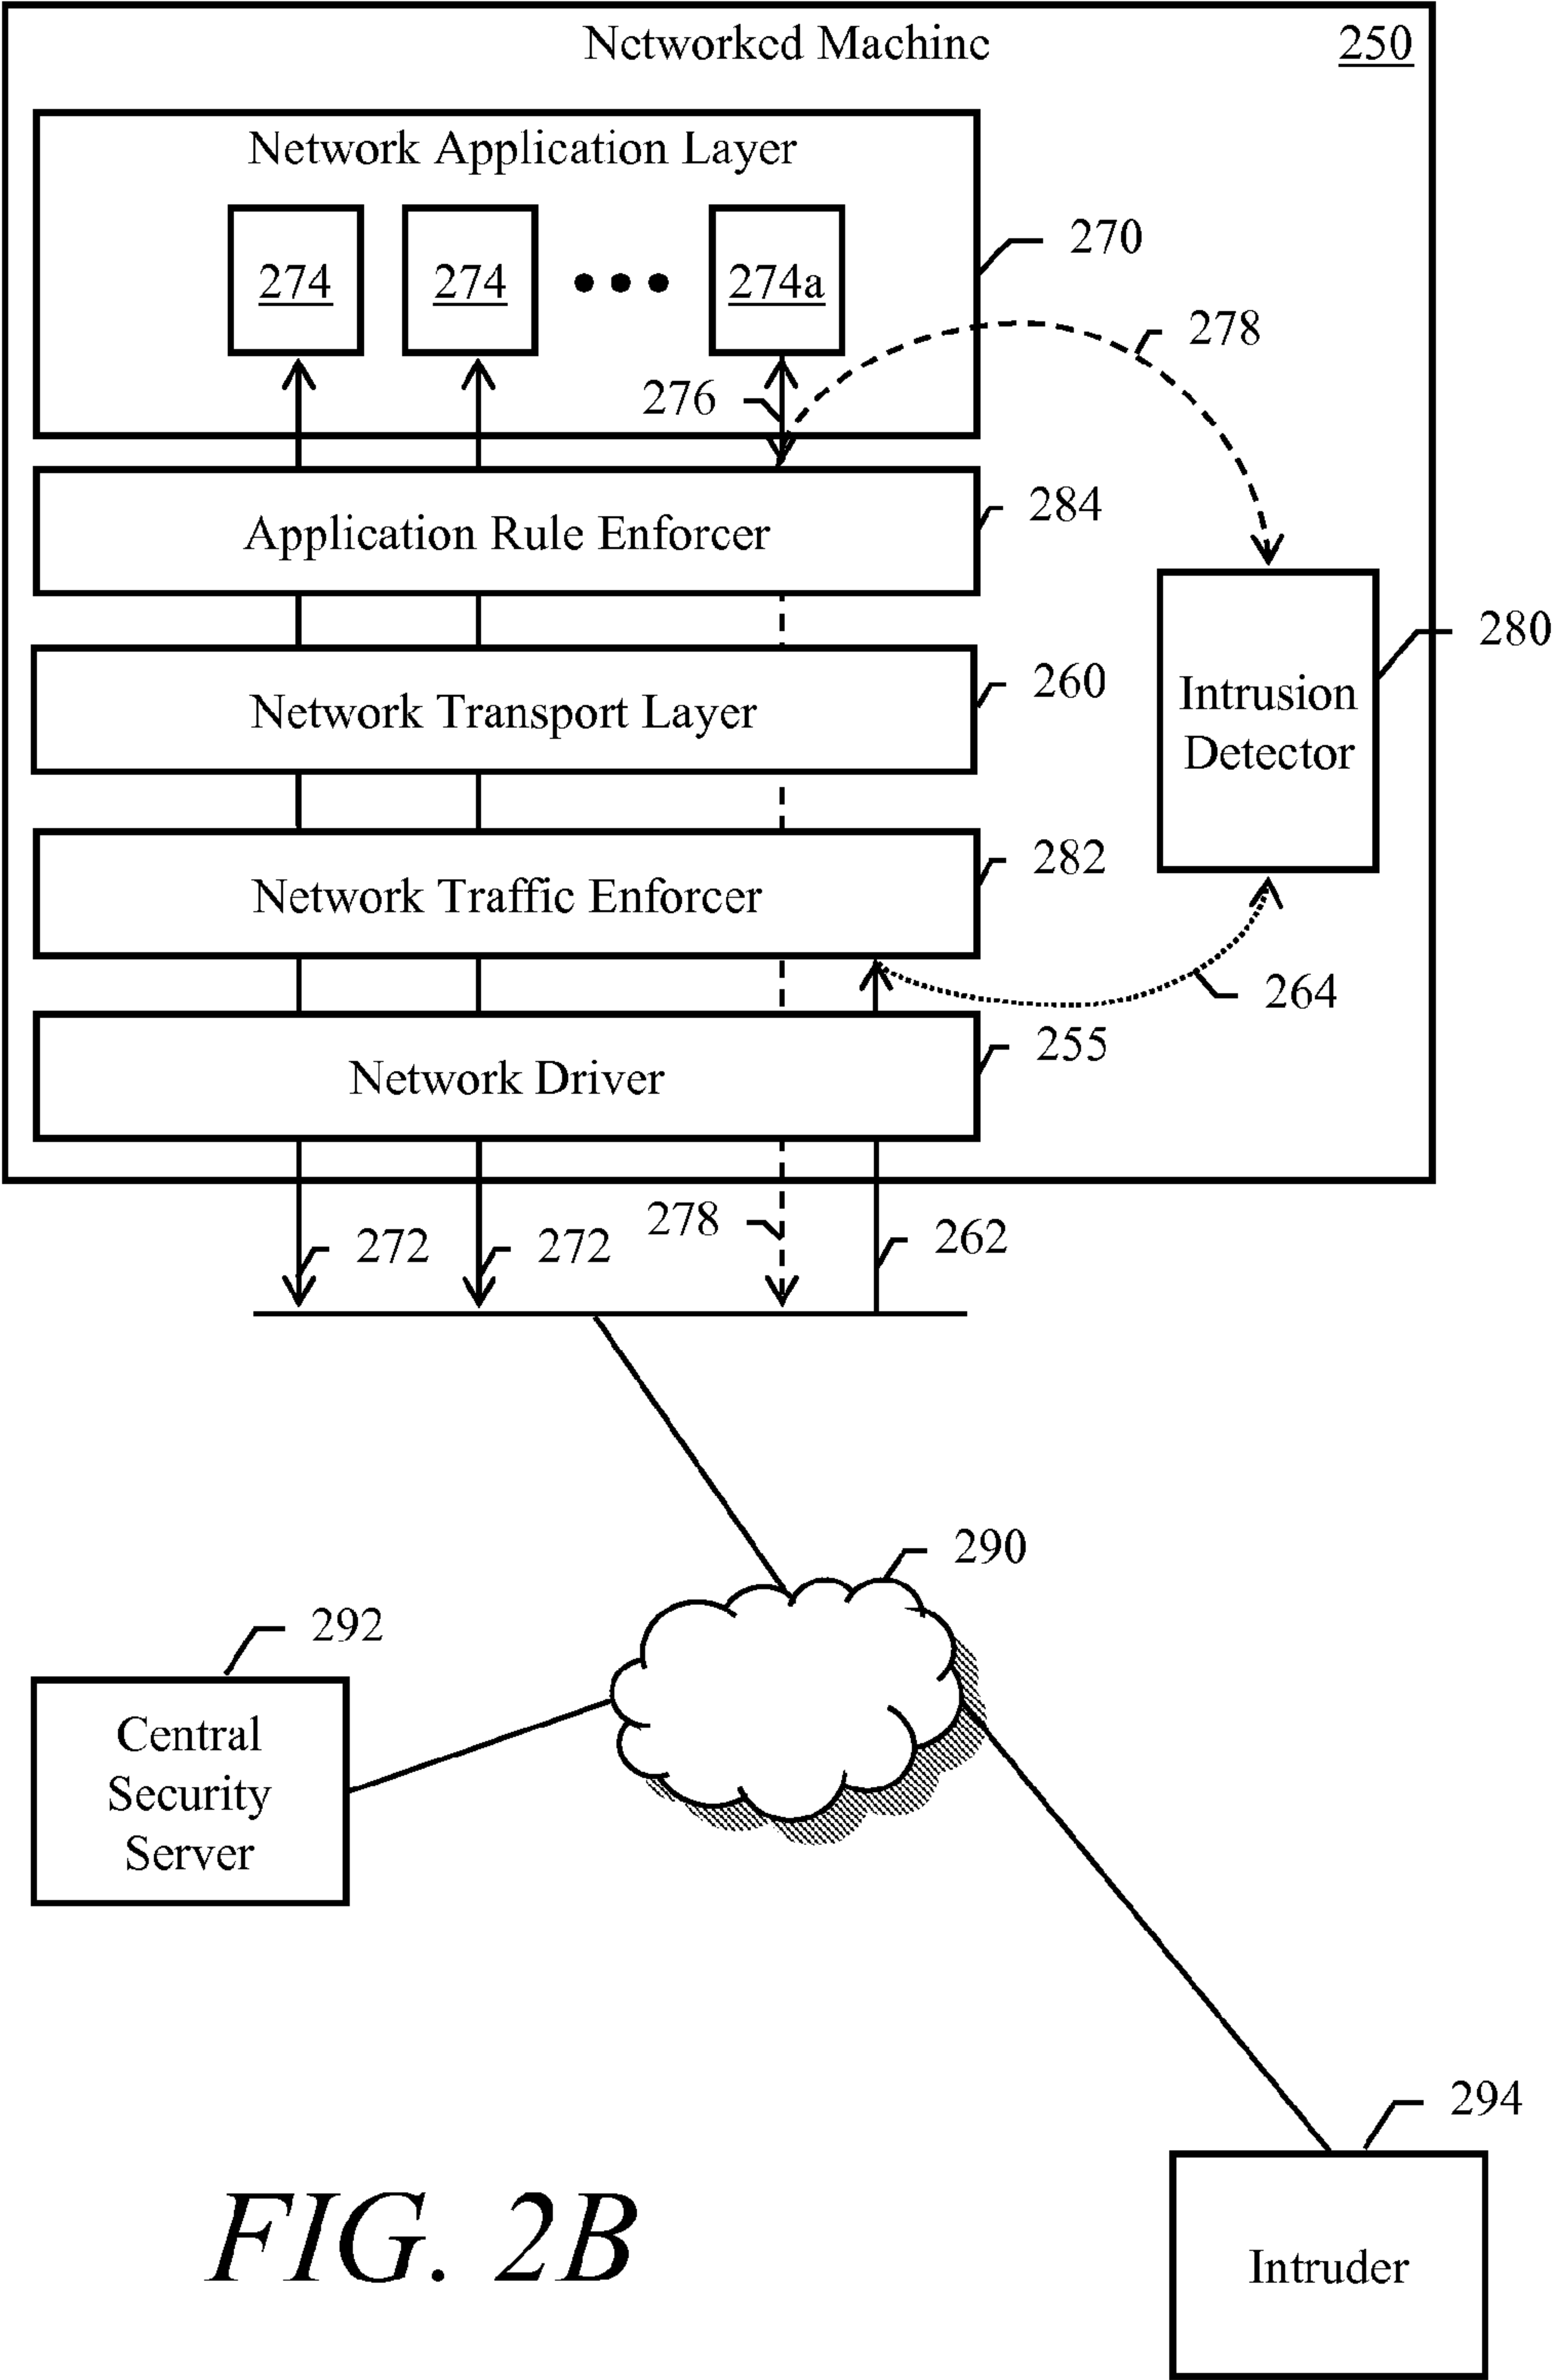 Networked Machine 250
Network Application Layer
274 274 274a
270
278
276
Application Rule Enforcer
284
Network Transport Layer
260
Intrusion
Detector
280
Network Traffic Enforcer
282
264
Network Driver
255
272 272 278 262
290
292
Central
Security
Server
294
Intruder
FIG. 2B